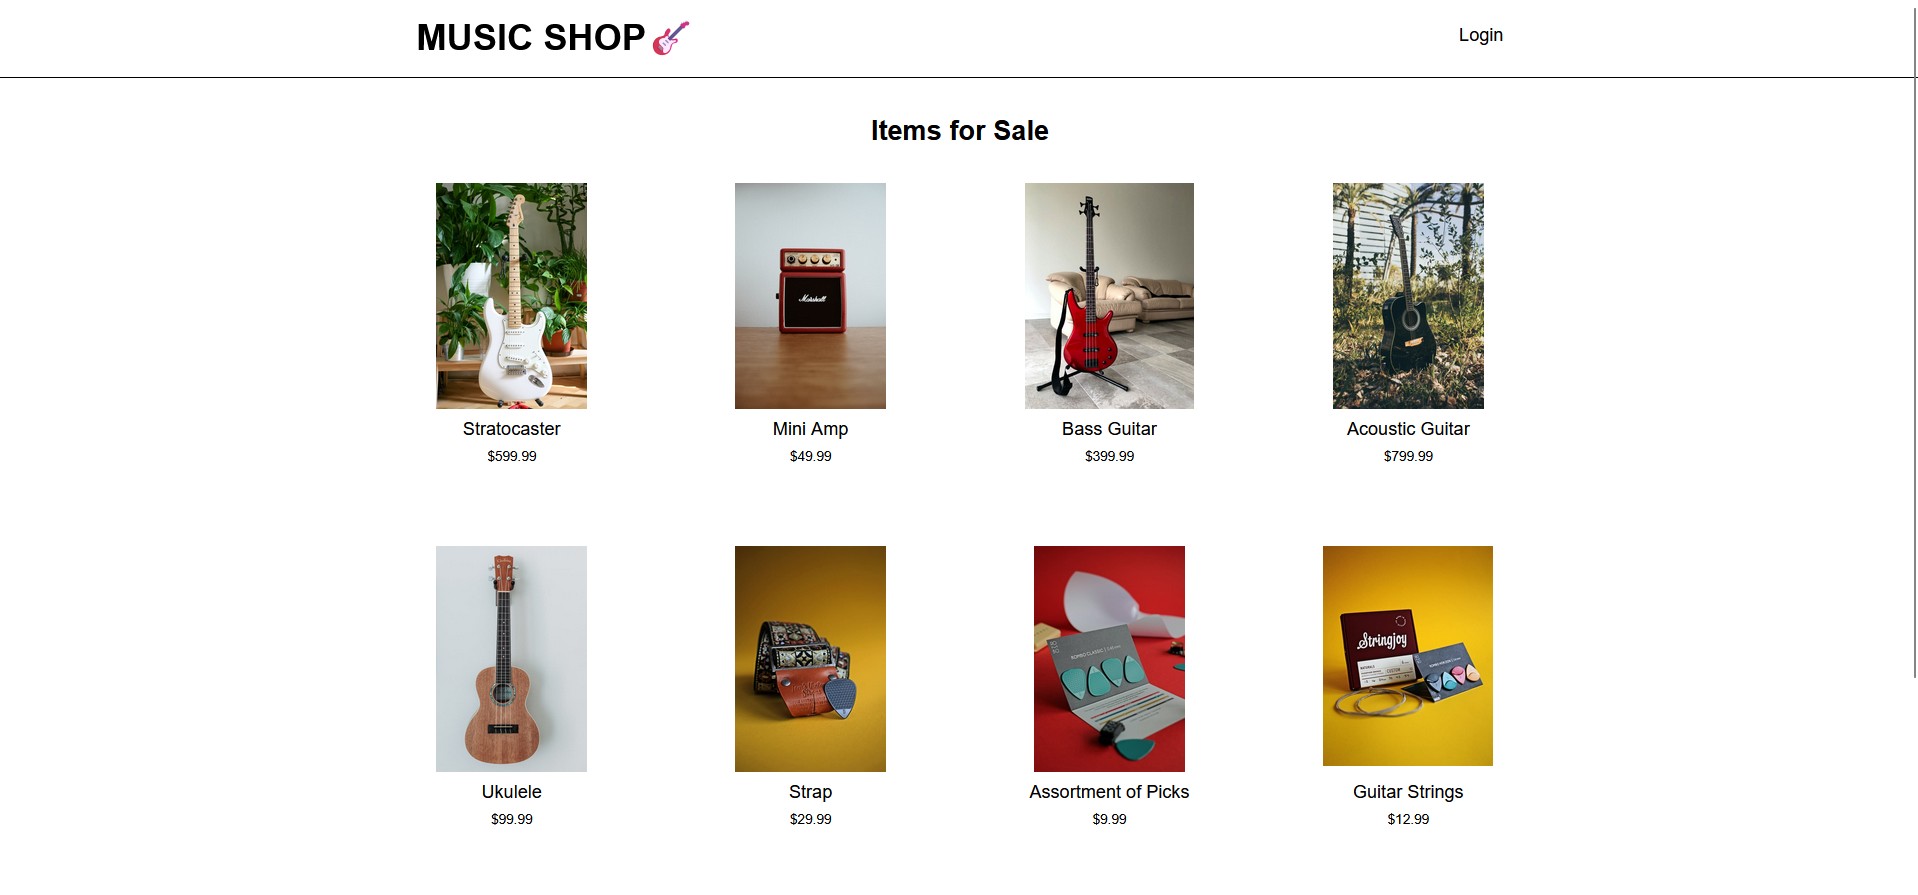 MUSIC SHOP🎸
Login
Items for Sale
Marshall
Stratocaster
$599.99
Mini Amp
$49.99
Bass Guitar
$399.99
Acoustic Guitar
$799.99
Stringjoy
Ukulele
$99.99
Strap
$29.99
Assortment of Picks
$9.99
Guitar Strings
$12.99